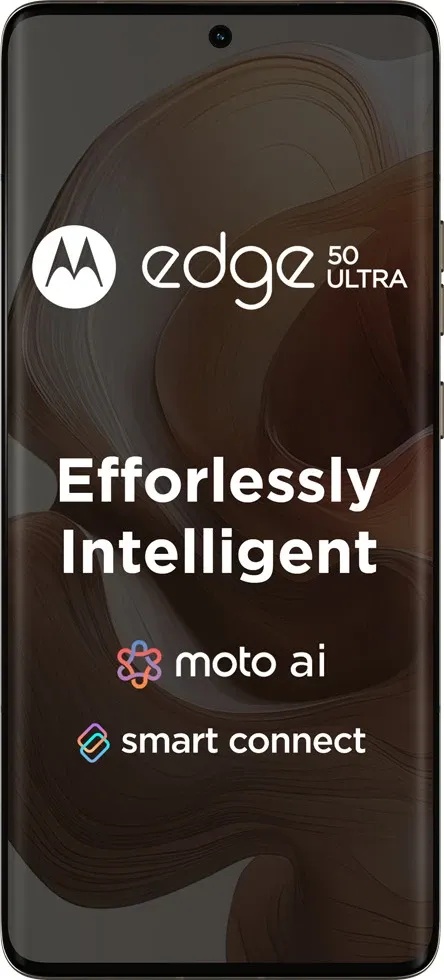 edge 50 ULTRA
Efforlessly
Intelligent
moto ai
smart connect